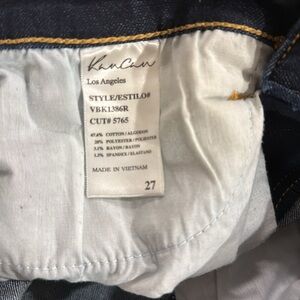 KanCan
Los Angeles
STYLE/ESTILO#
VBK1386R
CUT# 5765
COTTON/ALGODON
POLYESTER/POLIESTER
RAYON/RAYON
SPANDEX/ELASTANE
MADE IN VIETNAM
27